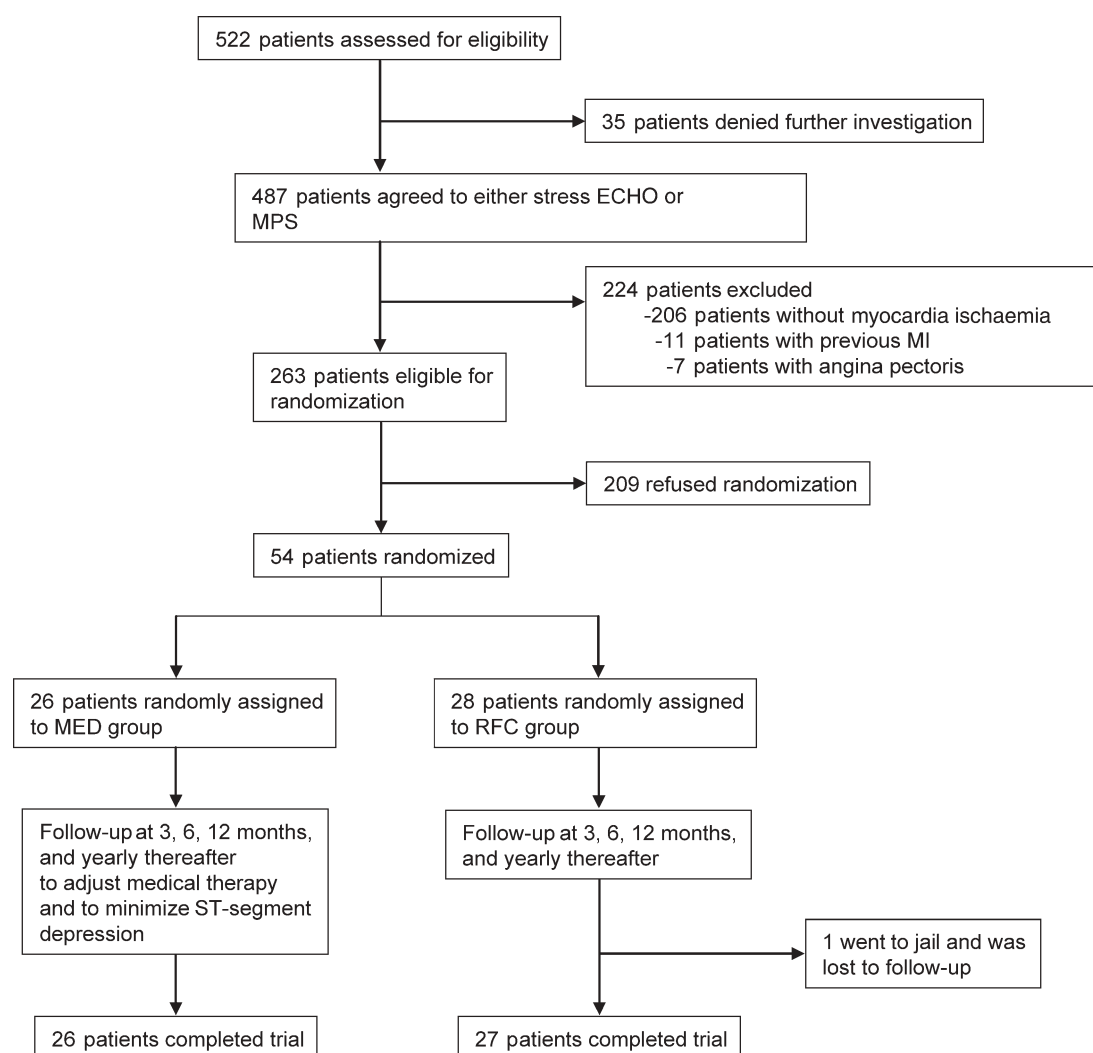 522 patients assessed for eligibility
35 patients denied further investigation
487 patients agreed to either stress ECHO or
MPS
224 patients excluded
-206 patients without myocardia ischaemia
-11 patients with previous MI
-7 patients with angina pectoris
263 patients eligible for
randomization
209 refused randomization
54 patients randomized
26 patients randomly assigned
to MED group
28 patients randomly assigned
to RFC group
Follow-up at 3, 6, 12 months,
and yearly thereafter
to adjust medical therapy
and to minimize ST-segment
depression
Follow-up at 3, 6, 12 months,
and yearly thereafter
1 went to jail and was
lost to follow-up
26 patients completed trial
27 patients completed trial